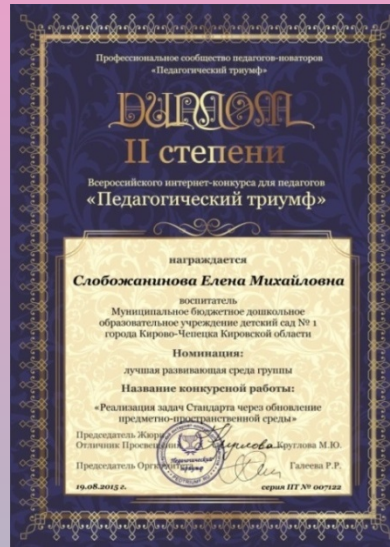 Профессиональное сообщество педагогов-новаторов
«Педагогический триумф»
ДИПЛОМ
II степени
Всероссийского интернет-конкурса для педагогов
«Педагогический триумф»
награждается
Слобожанинова Елена Михайловна
воспитатель
Муниципальное бюджетное дошкольное
образовательное учреждение детский сад № 1
города Кирово-Чепецка Кировской области
Номинация:
лучшая развивающая среда группы
Название конкурсной работы:
«Реализация задач Стандарта через обновление
предметно-пространственной среды»
Председатель Жюри
Отличник Просвещения Круглова М.Ю.
Педагогический триумф
Председатель Галеева Р.Р.
19.08.2015 г. серия ПТ № 007122